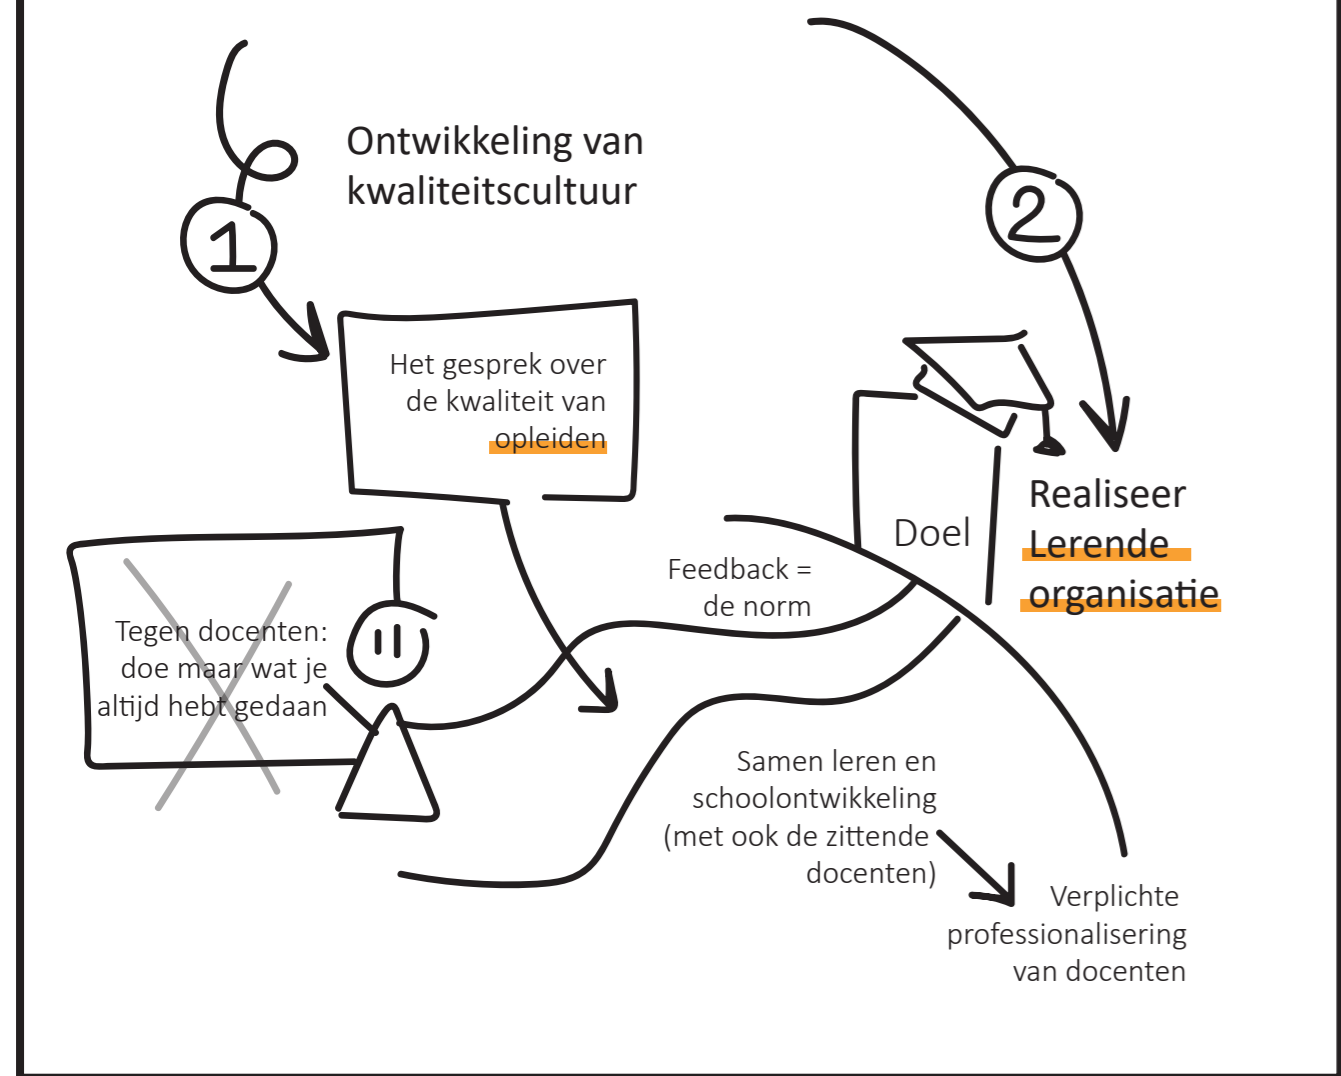 1
Ontwikkeling van
kwaliteitscultuur
Het gesprek over
de kwaliteit van
opleiden
Tegen docenten:
doe maar wat je
altijd hebt gedaan
2
Realiseer
Lerende
organisatie
Doel
Feedback =
de norm
Samen leren en
schoolontwikkeling
(met ook de zittende
docenten)
Verplichte
professionalisering
van docenten